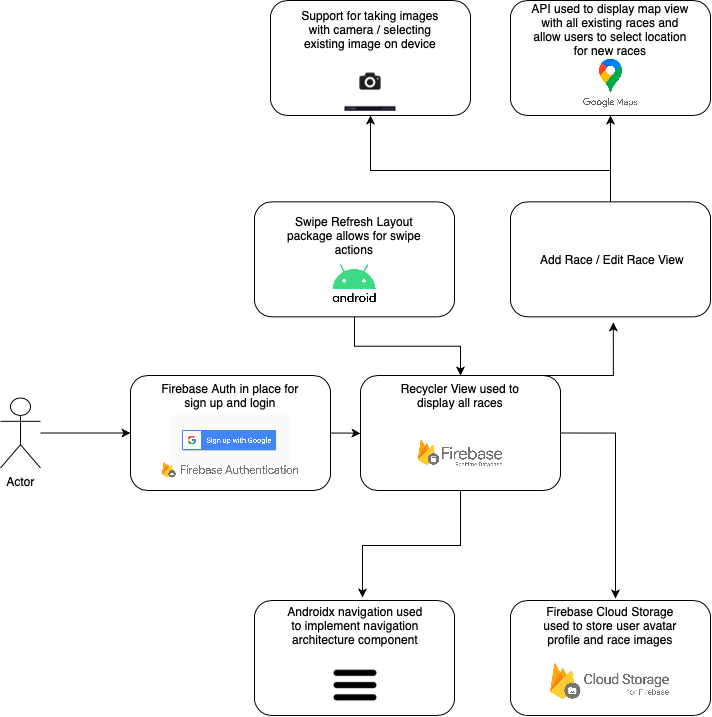 Support for taking images
with camera / selecting
existing image on device
API used to display map view
with all existing races and
allow users to select location
for new races
Google Maps
Swipe Refresh Layout
package allows for swipe
actions
android
Add Race / Edit Race View
Firebase Auth in place for
sign up and login
G Sign up with Google
Firebase Authentication
Recycler View used to
display all races
Firebase
Realtime Database
Actor
Androidx navigation used
to implement navigation
architecture component
Firebase Cloud Storage
used to store user avatar
profile and race images
Cloud Storage
for Firebase